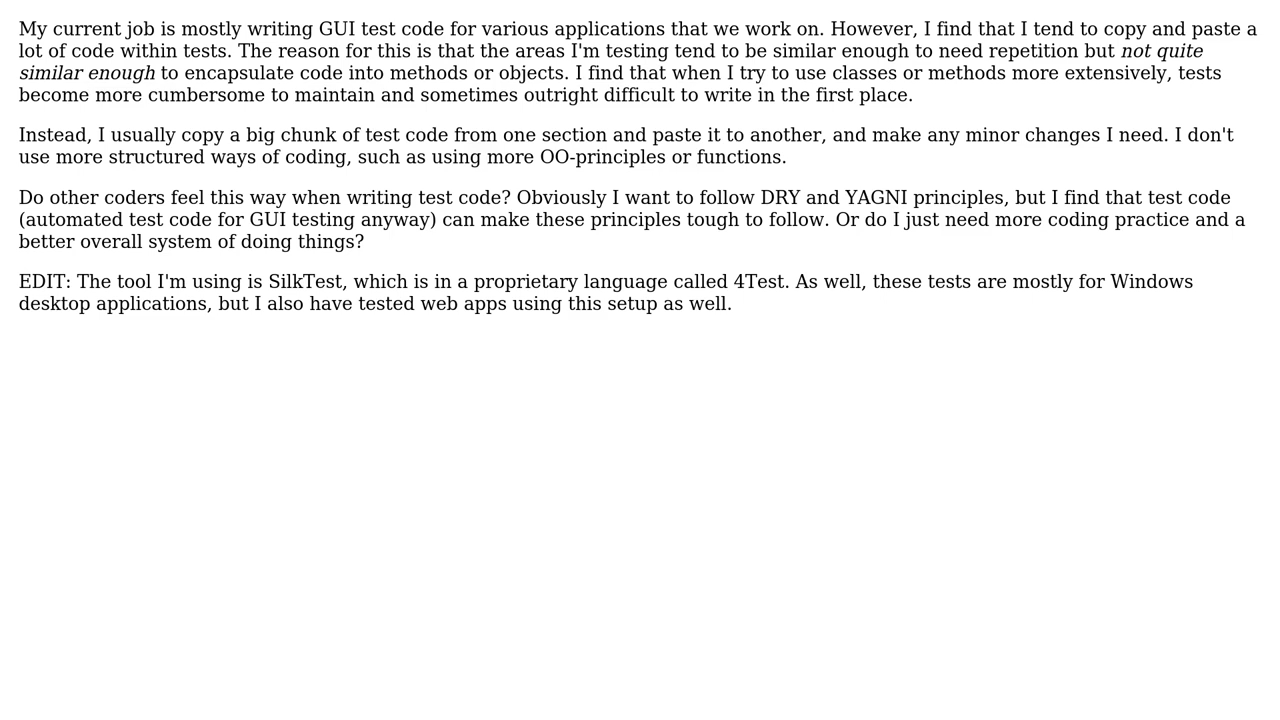 My current job is mostly writing GUI test code for various applications that we work on. However, I find that I tend to copy and paste a
lot of code within tests. The reason for this is that the areas I'm testing tend to be similar enough to need repetition but not quite
similar enough to encapsulate code into methods or objects. I find that when I try to use classes or methods more extensively, tests
become more cumbersome to maintain and sometimes outright difficult to write in the first place.
Instead, I usually copy a big chunk of test code from one section and paste it to another, and make any minor changes I need. I don't
use more structured ways of coding, such as using more OO-principles or functions.
Do other coders feel this way when writing test code? Obviously I want to follow DRY and YAGNI principles, but I find that test code
(automated test code for GUI testing anyway) can make these principles tough to follow. Or do I just need more coding practice and a
better overall system of doing things?
EDIT: The tool I'm using is SilkTest, which is in a proprietary language called 4Test. As well, these tests are mostly for Windows
desktop applications, but I also have tested web apps using this setup as well.